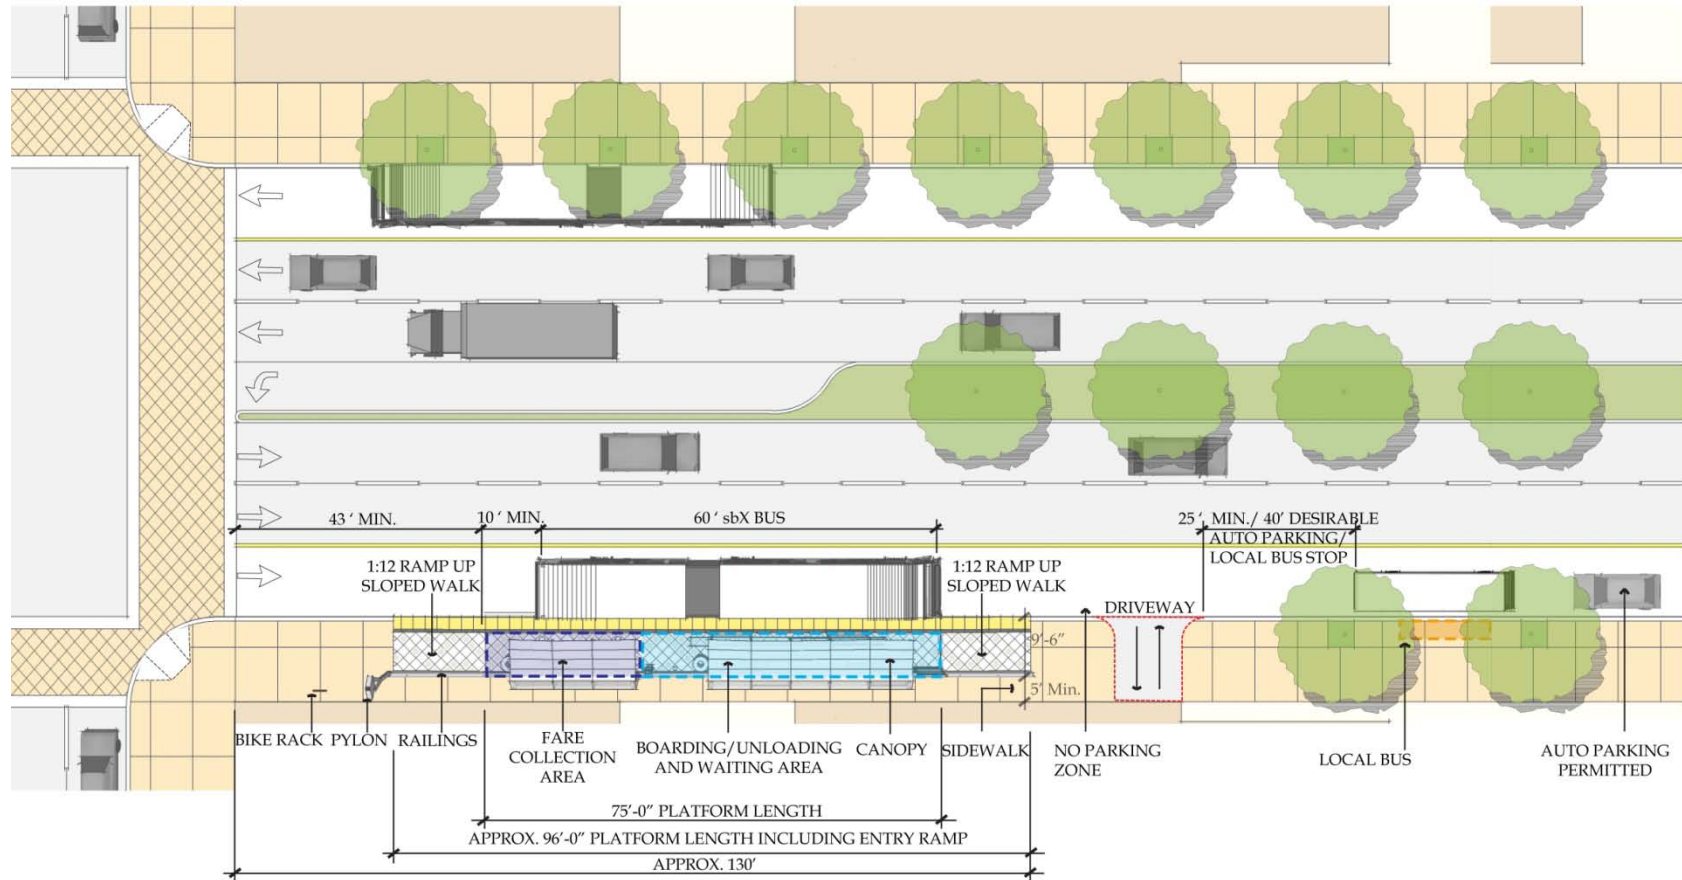 43 ' MIN.
10 ' MIN.
60 ' sbX BUS
25 ' MIN./ 40' DESIRABLE
AUTO PARKING/
LOCAL BUS STOP
1:12 RAMP UP
SLOPED WALK
1:12 RAMP UP
SLOPED WALK
DRIVEWAY
9'-6"
5' Min.
BIKE RACK
PYLON
RAILINGS
FARE
COLLECTION
AREA
BOARDING/UNLOADING
AND WAITING AREA
CANOPY
SIDEWALK
NO PARKING
ZONE
LOCAL BUS
AUTO PARKING
PERMITTED
75'-0" PLATFORM LENGTH
APPROX. 96'-0" PLATFORM LENGTH INCLUDING ENTRY RAMP
APPROX. 130'